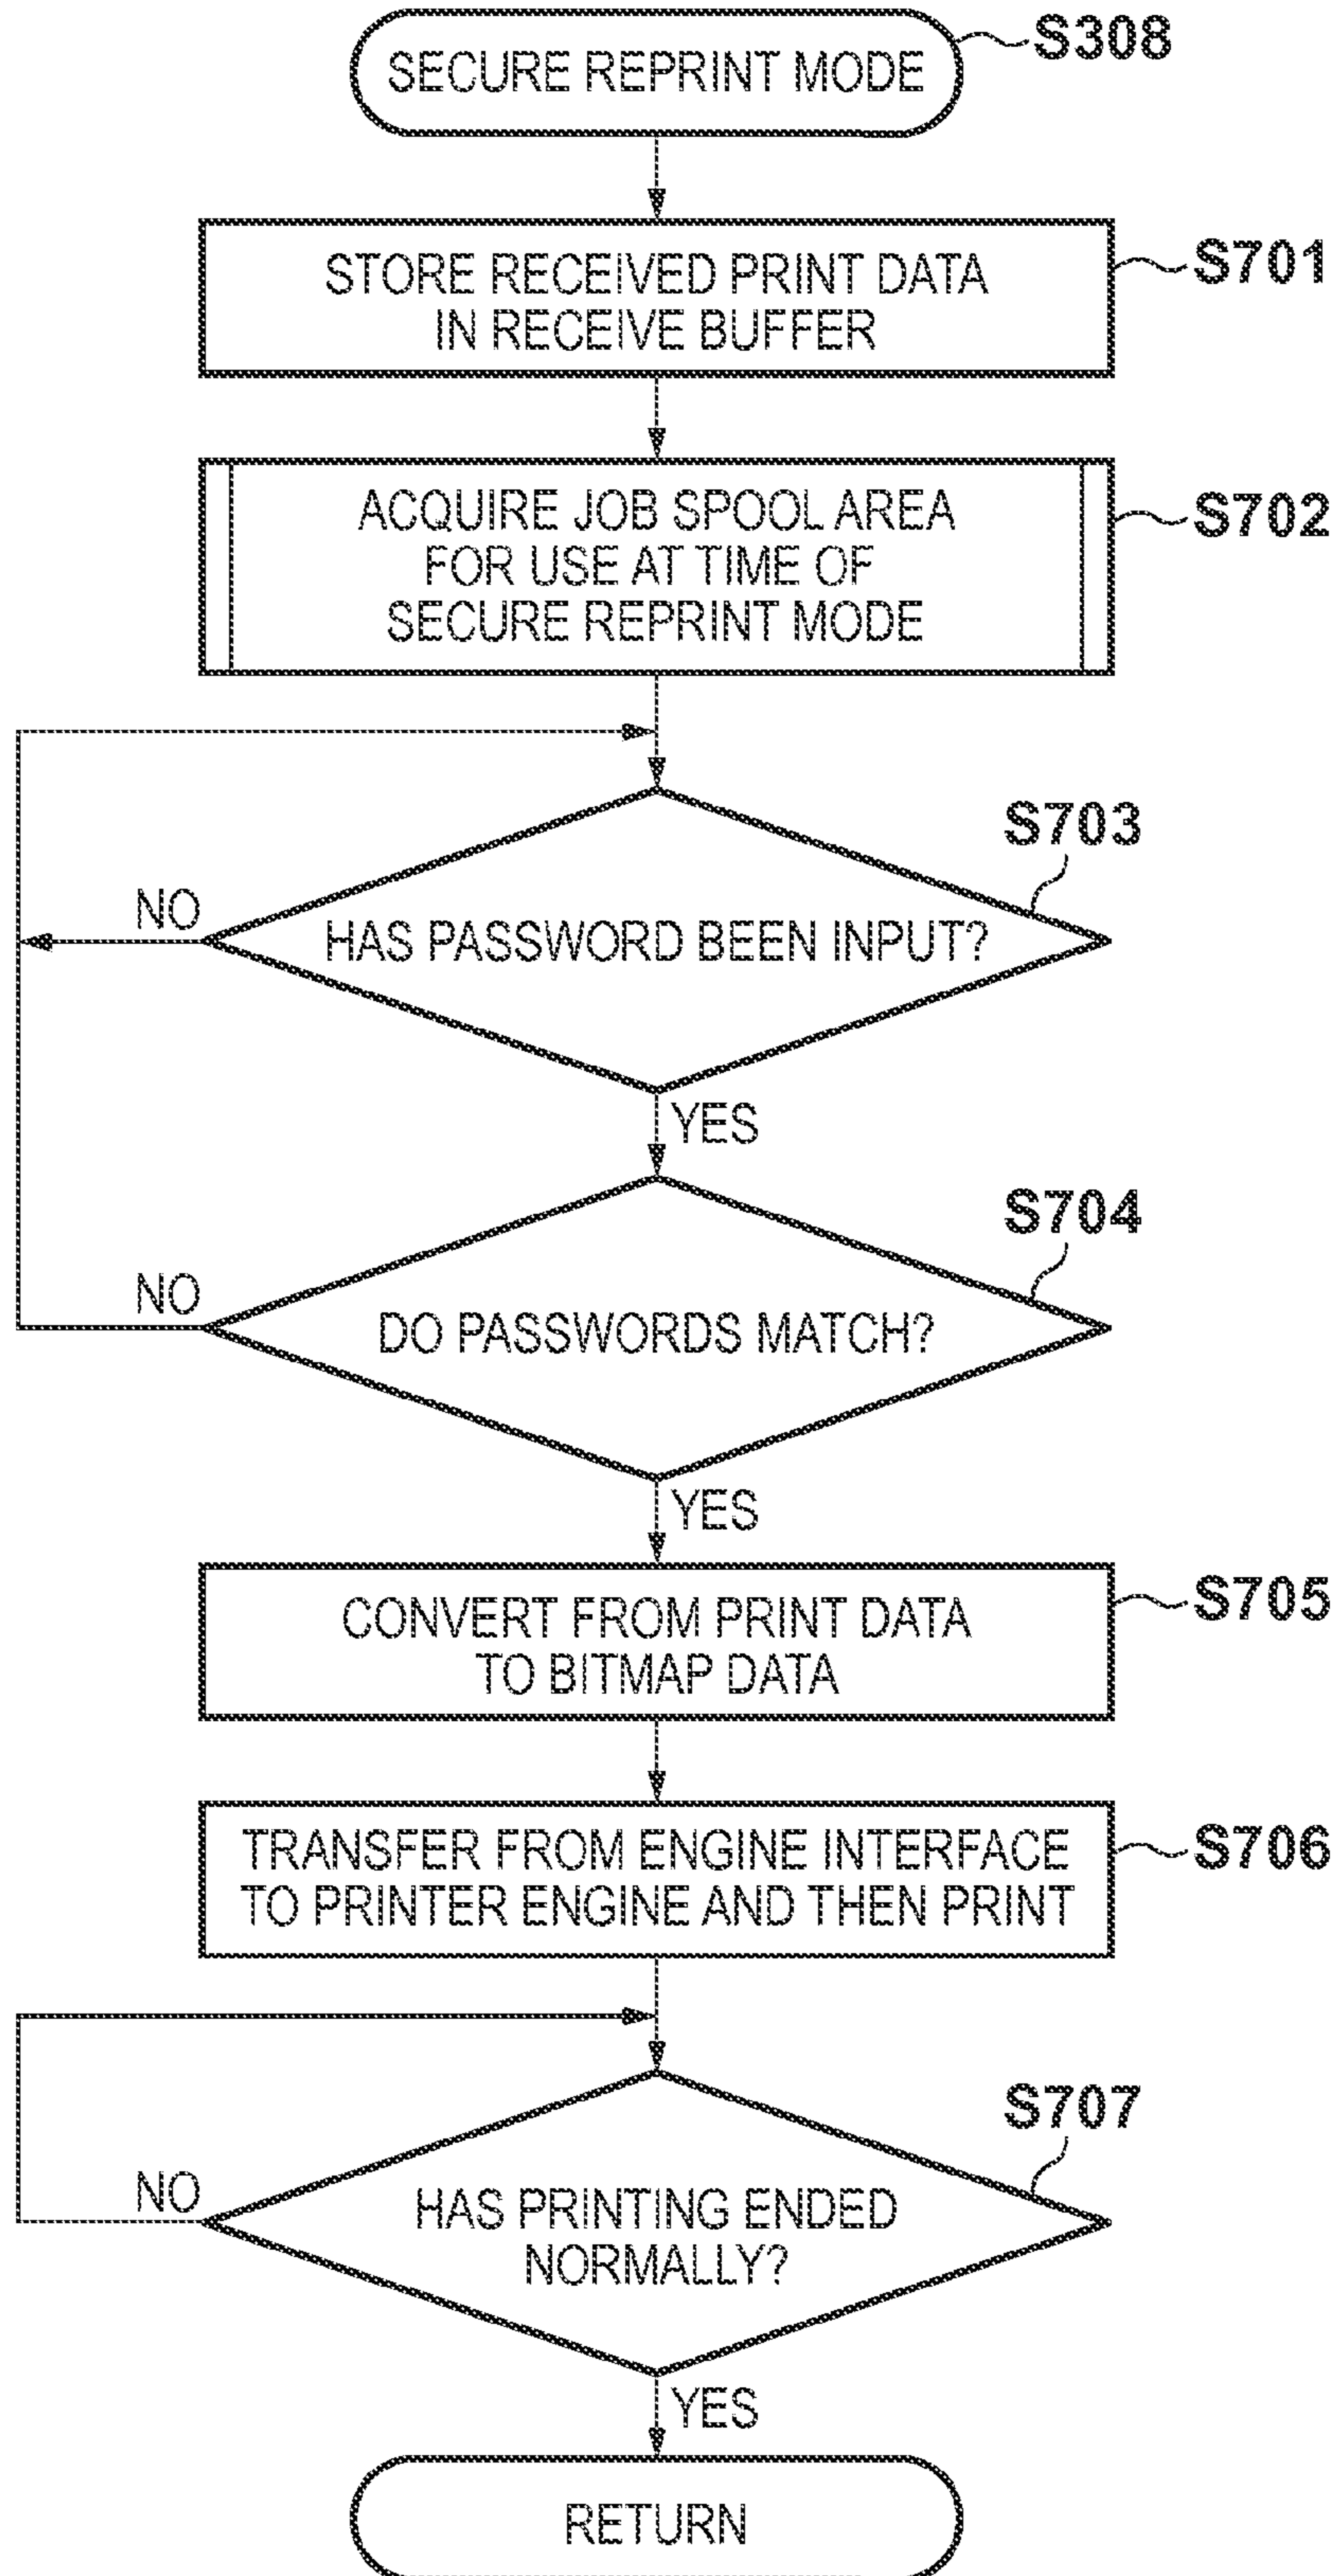 SECURE REPRINT MODE
S308
STORE RECEIVED PRINT DATA
IN RECEIVE BUFFER
S701
ACQUIRE JOB SPOOL AREA
FOR USE AT TIME OF
SECURE REPRINT MODE
S702
S703
NO
HAS PASSWORD BEEN INPUT?
YES
S704
NO
DO PASSWORDS MATCH?
YES
CONVERT FROM PRINT DATA
TO BITMAP DATA
S705
TRANSFER FROM ENGINE INTERFACE
TO PRINTER ENGINE AND THEN PRINT
S706
S707
NO
HAS PRINTING ENDED
NORMALLY?
YES
RETURN